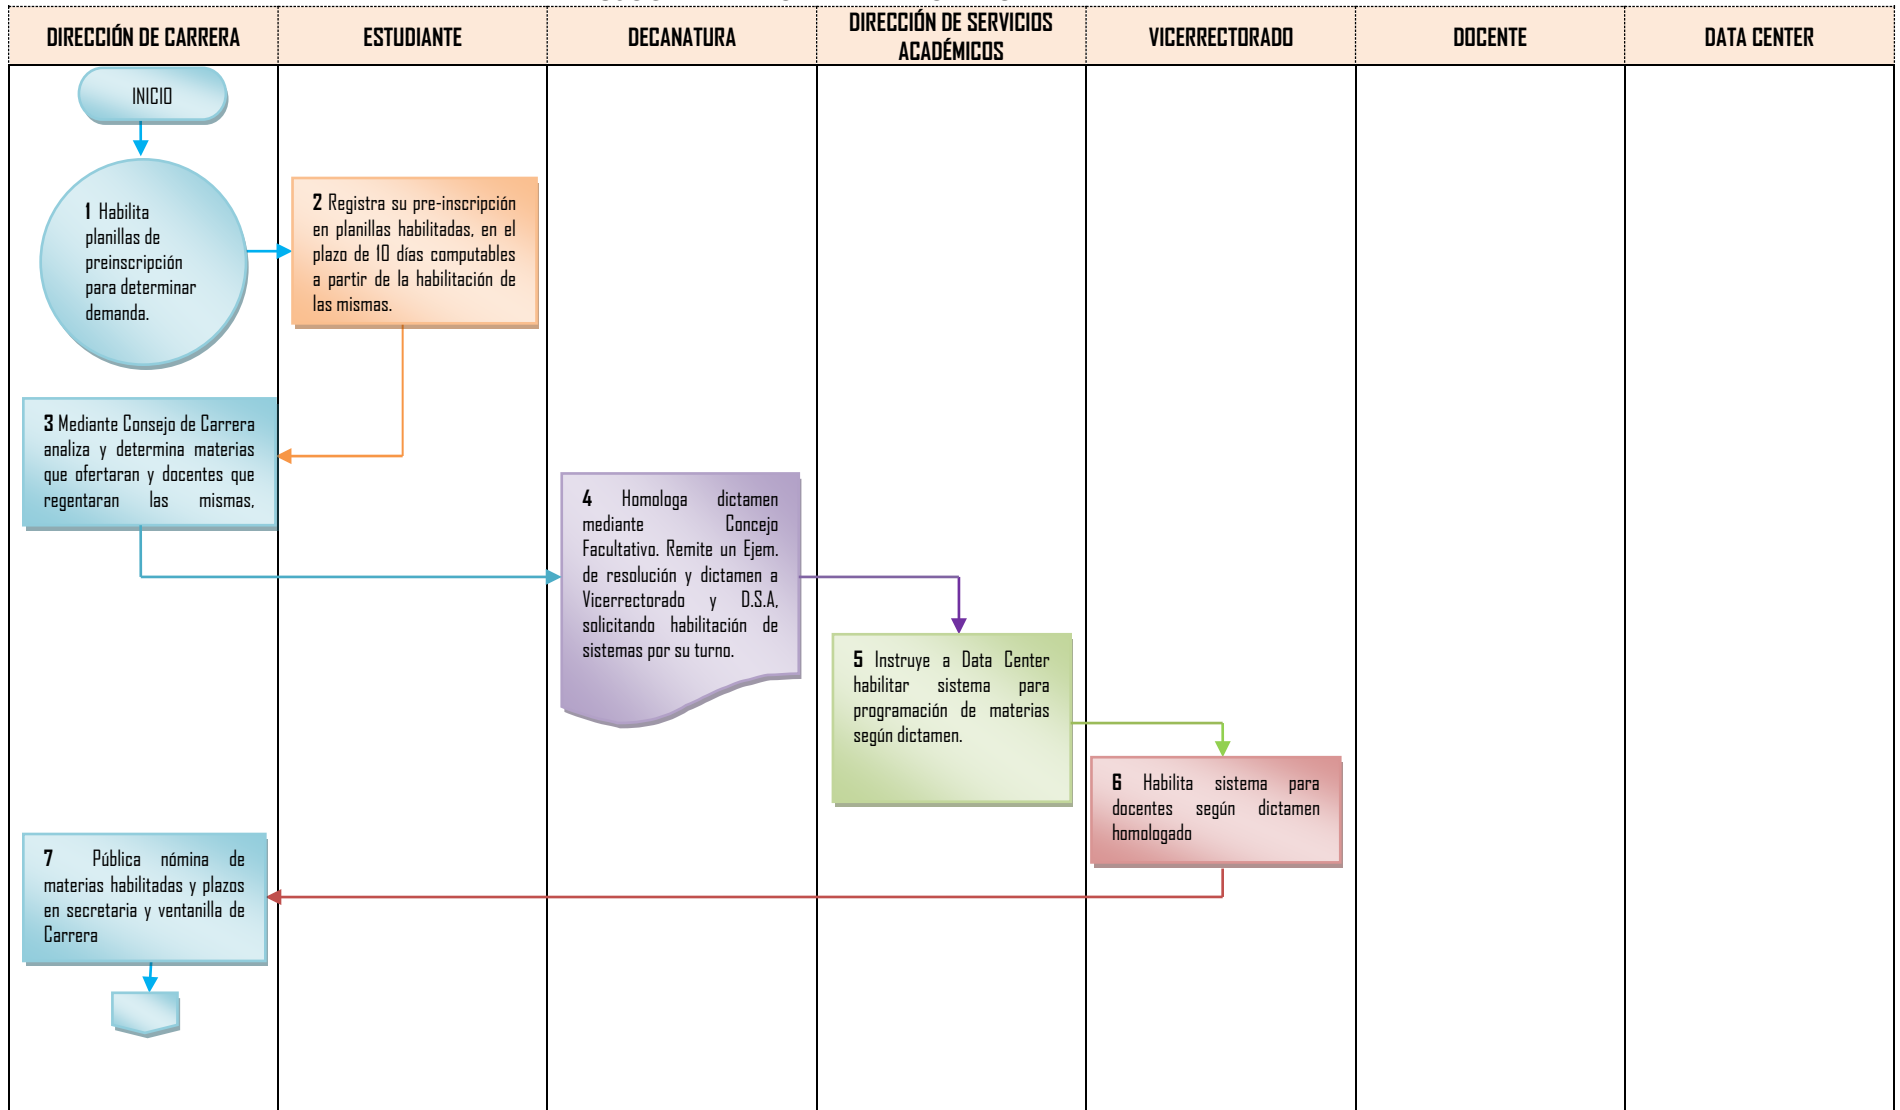 DIRECCIÓN DE CARRERA
ESTUDIANTE
DECANATURA
DIRECCIÓN DE SERVICIOS
ACADÉMICOS
VICERRECTORADO
DOCENTE
DATA CENTER
INICIO
1 Habilita
planillas de
preinscripción
para determinar
demanda.
2 Registra su pre-inscripción
en planillas habilitadas, en el
plazo de 10 días computables
a partir de la habilitación de
las mismas.
3 Mediante Consejo de Carrera
analiza y determina materias
que ofertaran y docentes que
regentaran las mismas,
4 Homologa dictamen
mediante Concejo
Facultativo. Remite un Ejem.
de resolución y dictamen a
Vicerrectorado y D.S.A,
solicitando habilitación de
sistemas por su turno.
5 Instruye a Data Center
habilitar sistema para
programación de materias
según dictamen.
6 Habilita sistema para
docentes según dictamen
homologado
7 Pública nómina de
materias habilitadas y plazos
en secretaria y ventanilla de
Carrera